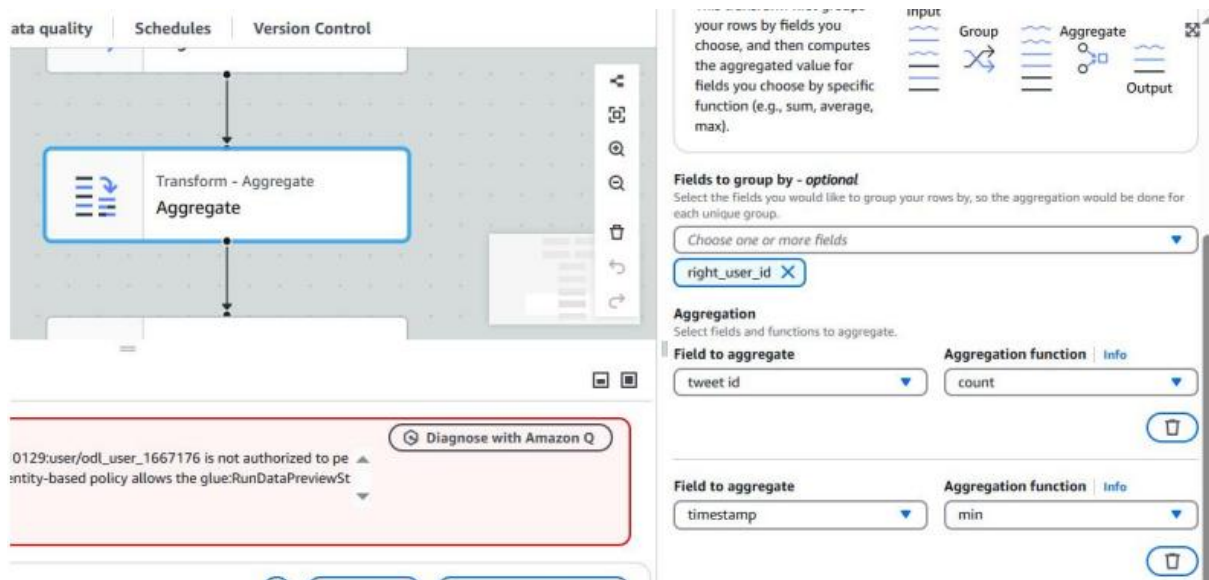 ata quality
Schedules
Version Control
Transform - Aggregate
Aggregate
Diagnose with Amazon Q
0129:user/odl_user_1667176 is not authorized to pe
entity-based policy allows the glue:RunDataPreviewSt
your rows by fields you
choose, and then computes
the aggregated value for
fields you choose by specific
function (e.g., sum, average,
max).
Input
Group
Aggregate
Output
Fields to group by - optional
Select the fields you would like to group your rows by, so the aggregation would be done for
each unique group.
Choose one or more fields
right_user_id
Aggregation
Select fields and functions to aggregate.
Field to aggregate
Aggregation function
Info
tweet id
count
Field to aggregate
Aggregation function
Info
timestamp
min